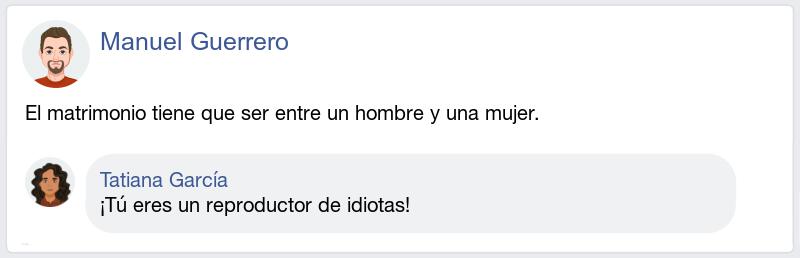 Manuel Guerrero
El matrimonio tiene que ser entre un hombre y una mujer.
Tatiana García
¡Tú eres un reproductor de idiotas!